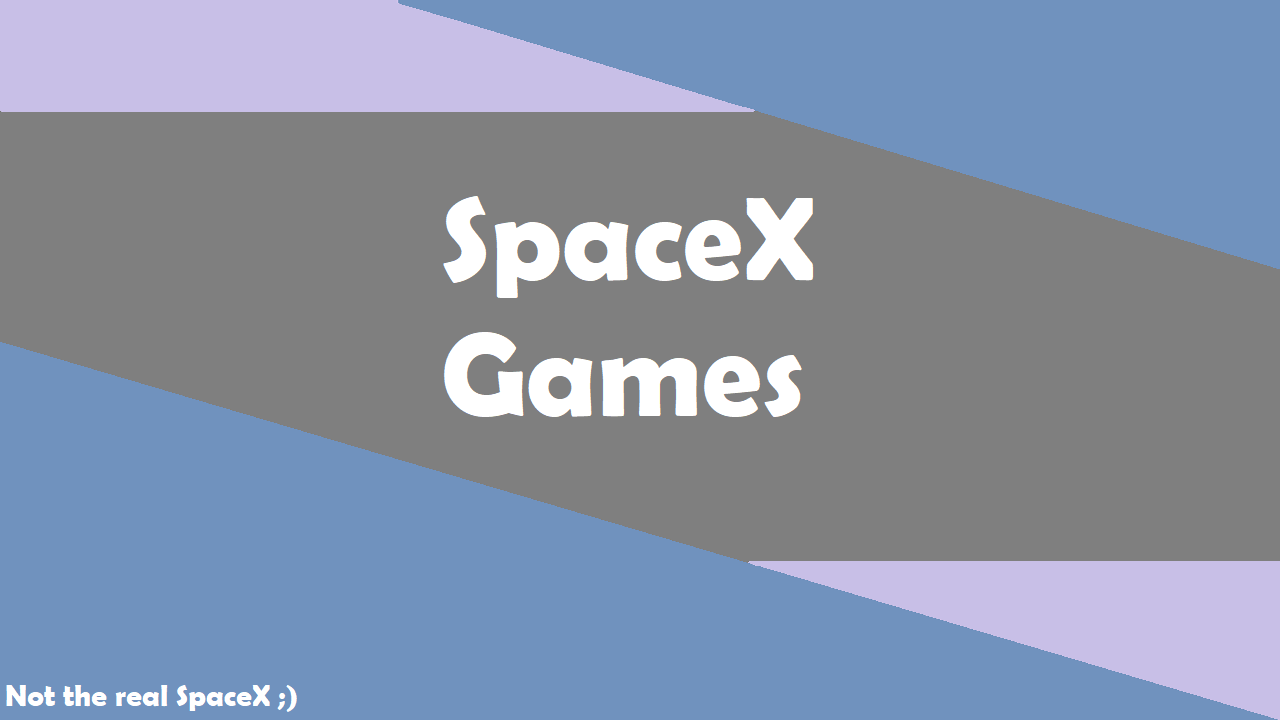 SpaceX
Games
Not the real SpaceX ;)